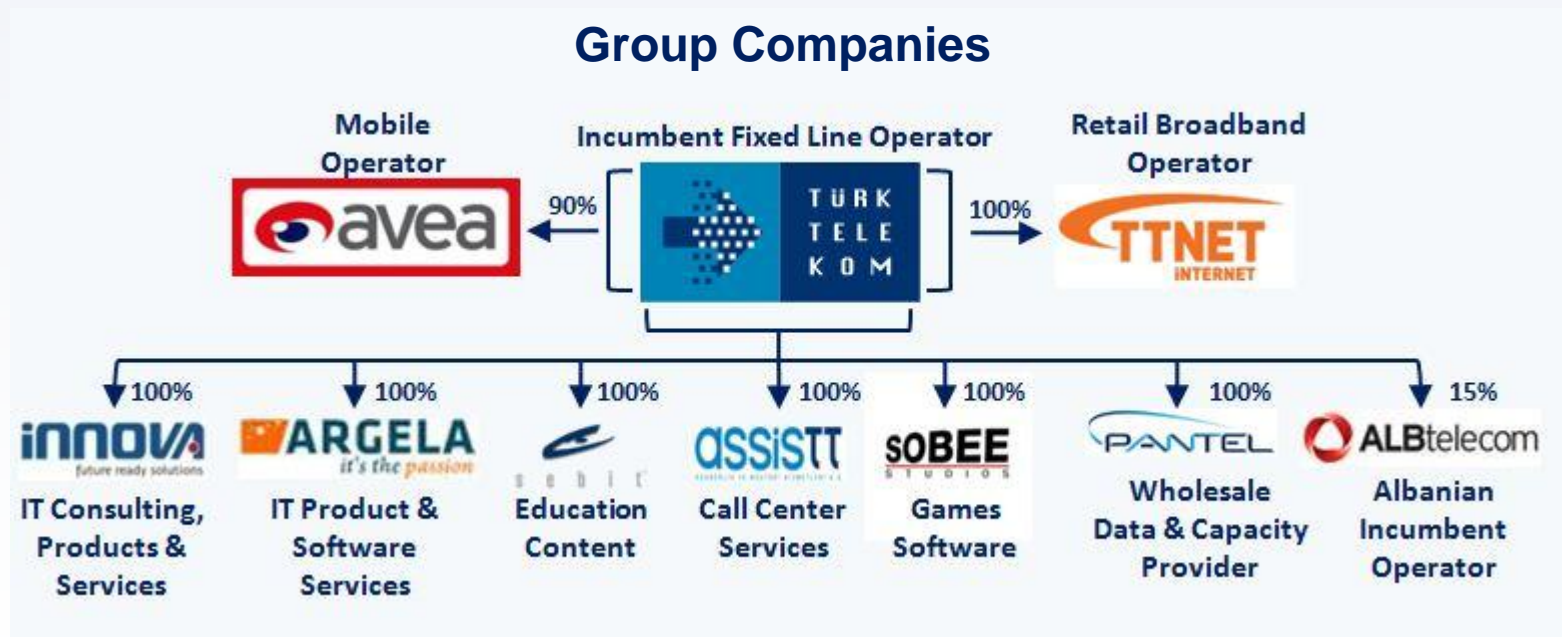 Group Companies
Mobile
Operator
Incumbent Fixed Line Operator
Retail Broadband
Operator
avea
90%
TÜRK
TELE
KOM
100%
TTNET
iNTERNET
100%
100%
100%
100%
100%
100%
15%
innova
future ready solutions
ARGELA
it's the passion
sebit
assisTT
SOBEE
STUDIOS
PANTEL
ALBtelecom
IT Consulting,
Products &
Services
IT Product &
Software
Services
Education
Content
Call Center
Services
Games
Software
Wholesale
Data & Capacity
Provider
Albanian
Incumbent
Operator